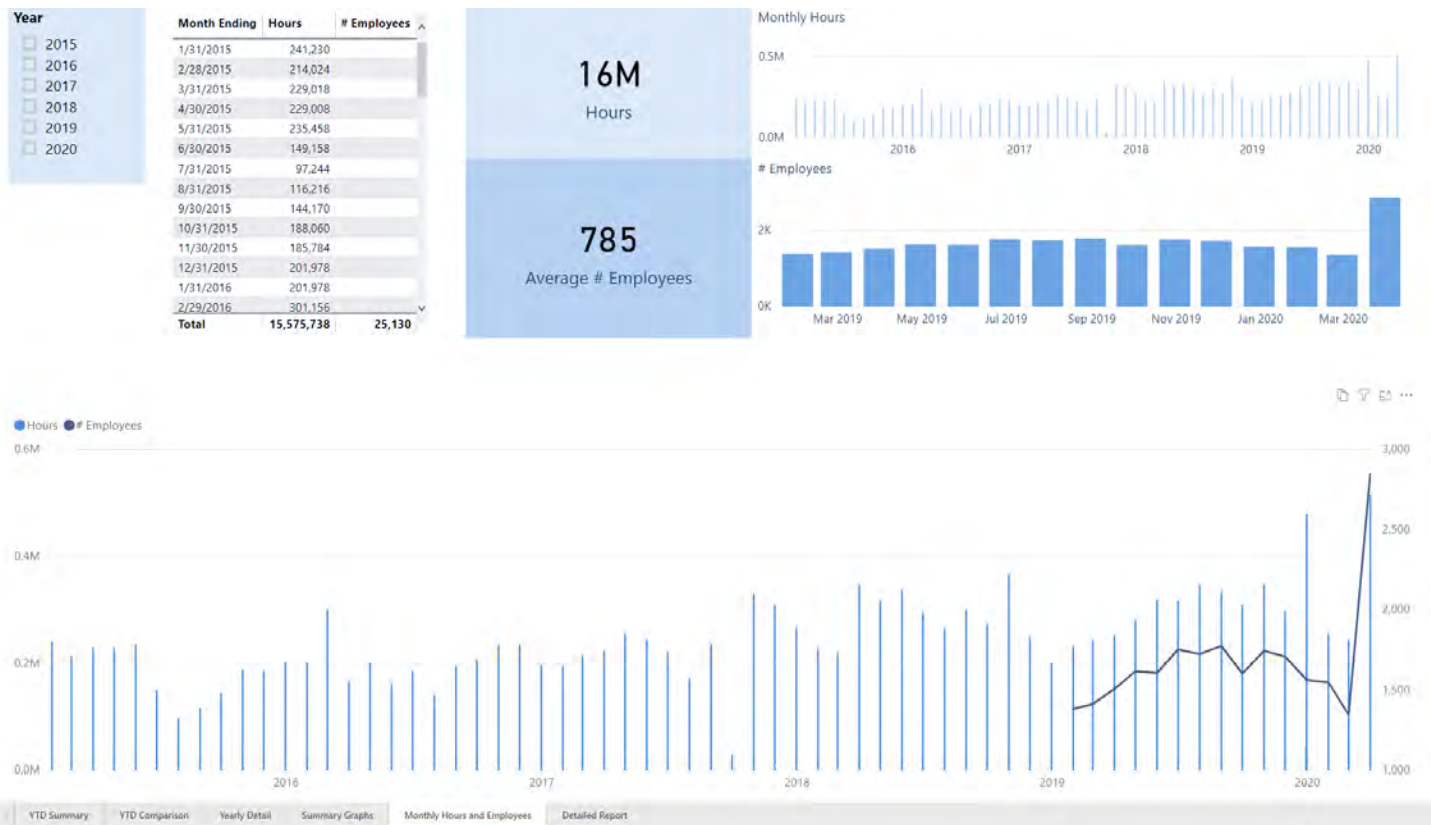 Year
2015
2016
2017
2018
2019
2020
Month Ending Hours # Employees
1/31/2015 241,230
2/28/2015 214,024
3/31/2015 229,018
4/30/2015 229,008
5/31/2015 235,458
6/30/2015 149,158
7/31/2015 97,244
8/31/2015 116,216
9/30/2015 144,170
10/31/2015 188,060
11/30/2015 185,784
12/31/2015 201,978
1/31/2016 201,978
2/29/2016 301,156
Total 15,575,738 25,130
16M
Hours
785
Average # Employees
Monthly Hours
0.5M
0.0M
2016 2017 2018 2019 2020
# Employees
2K
0K
Mar 2019 May 2019 Jul 2019 Sep 2019 Nov 2019 Jan 2020 Mar 2020
Hours # Employees
0.6M 3,000
2,500
0.4M
2,000
0.2M
1,500
0.0M 1,000
2016 2017 2018 2019 2020
YTD Summary YTD Comparison Yearly Detail Summary Graphs Monthly Hours and Employees Detailed Report